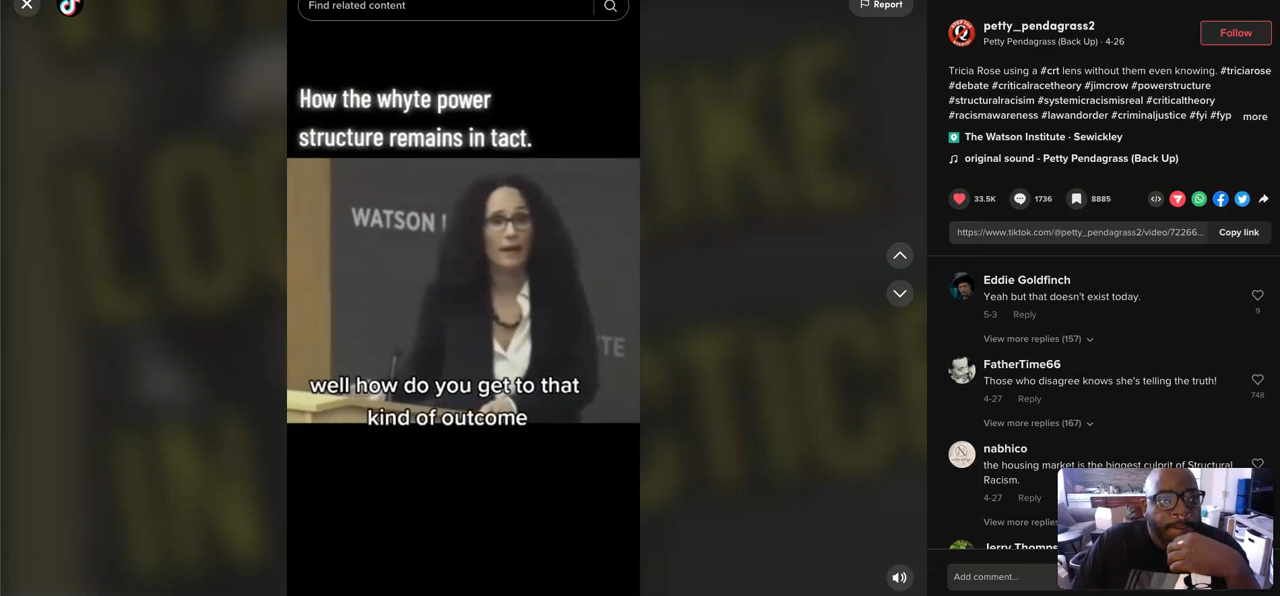 Find related content
Report
How the whyte power
structure remains in tact.
WATSON I
TE
well how do you get to that
kind of outcome
petty_pendagrass2
Petty Pendagrass (Back Up) · 4-26
Follow
Tricia Rose using a #crt lens without them even knowing. #triciarose
#debate #criticalracetheory #jimcrow #powerstructure
#structuralracisim #systemicracismisreal #criticaltheory
#racismawareness #lawandorder #criminaljustice #fyi #fyp more
The Watson Institute · Sewickley
original sound - Petty Pendagrass (Back Up)
33.5K
1736
8885
https://www.tiktok.com/@petty_pendagrass2/video/72266...
Copy link
Eddie Goldfinch
Yeah but that doesn't exist today.
5-3 Reply
9
View more replies (157)
FatherTime66
Those who disagree knows she's telling the truth!
4-27 Reply
748
View more replies (167)
nabhico
the housing market is the biggest culprit of Structural
Racism.
4-27 Reply
View more replies
Jerry Thomps
Add comment...